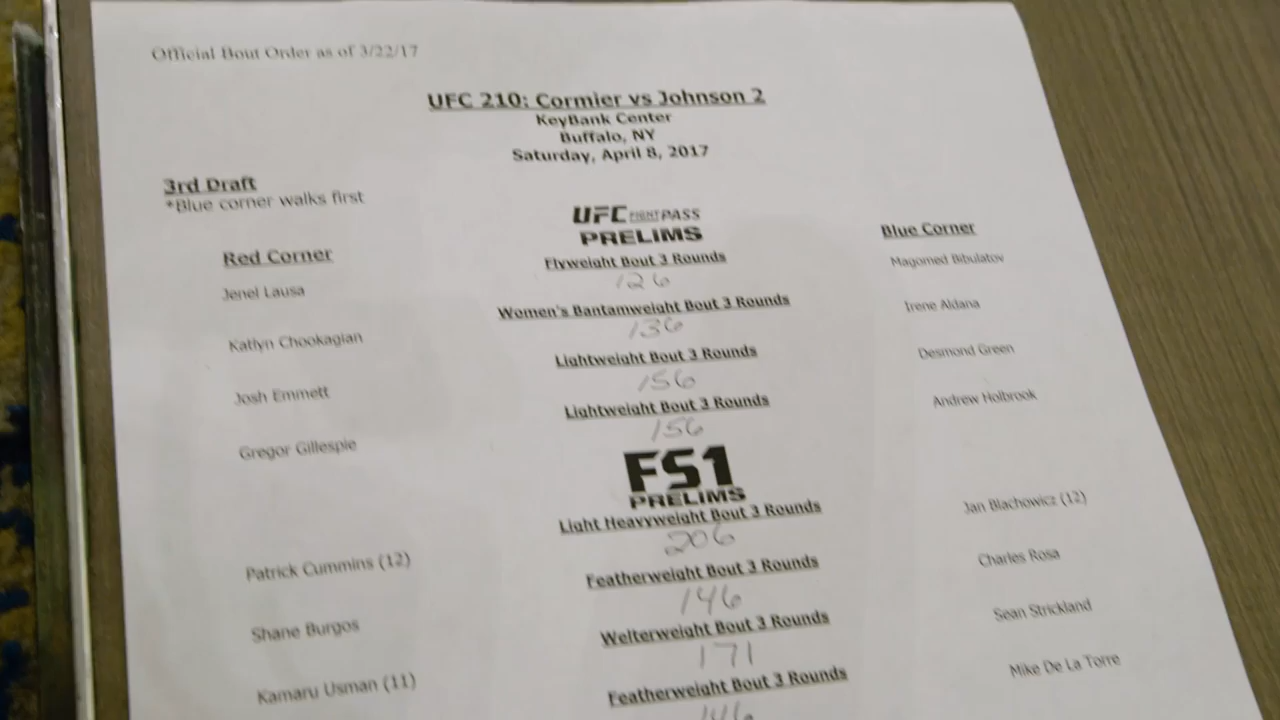 Official Bout Order as of 3/22/17
UFC 210: Cormier vs Johnson 2
KeyBank Center
Buffalo, NY
Saturday, April 8, 2017
3rd Draft
*Blue corner walks first
UFC FIGHT PASS
PRELIMS
Red Corner
Blue Corner
Flyweight Bout 3 Rounds
Jenel Lausa
126
Magomed Bibulatov
Women's Bantamweight Bout 3 Rounds
Katlyn Chookagian
136
Irene Aldana
Lightweight Bout 3 Rounds
Josh Emmett
156
Desmond Green
Lightweight Bout 3 Rounds
Gregor Gillespie
156
Andrew Holbrook
FS1
PRELIMS
Light Heavyweight Bout 3 Rounds
Patrick Cummins (12)
206
Jan Blachowicz (12)
Featherweight Bout 3 Rounds
Shane Burgos
146
Charles Rosa
Welterweight Bout 3 Rounds
Kamaru Usman (11)
171
Sean Strickland
Featherweight Bout 3 Rounds
146
Mike De La Torre